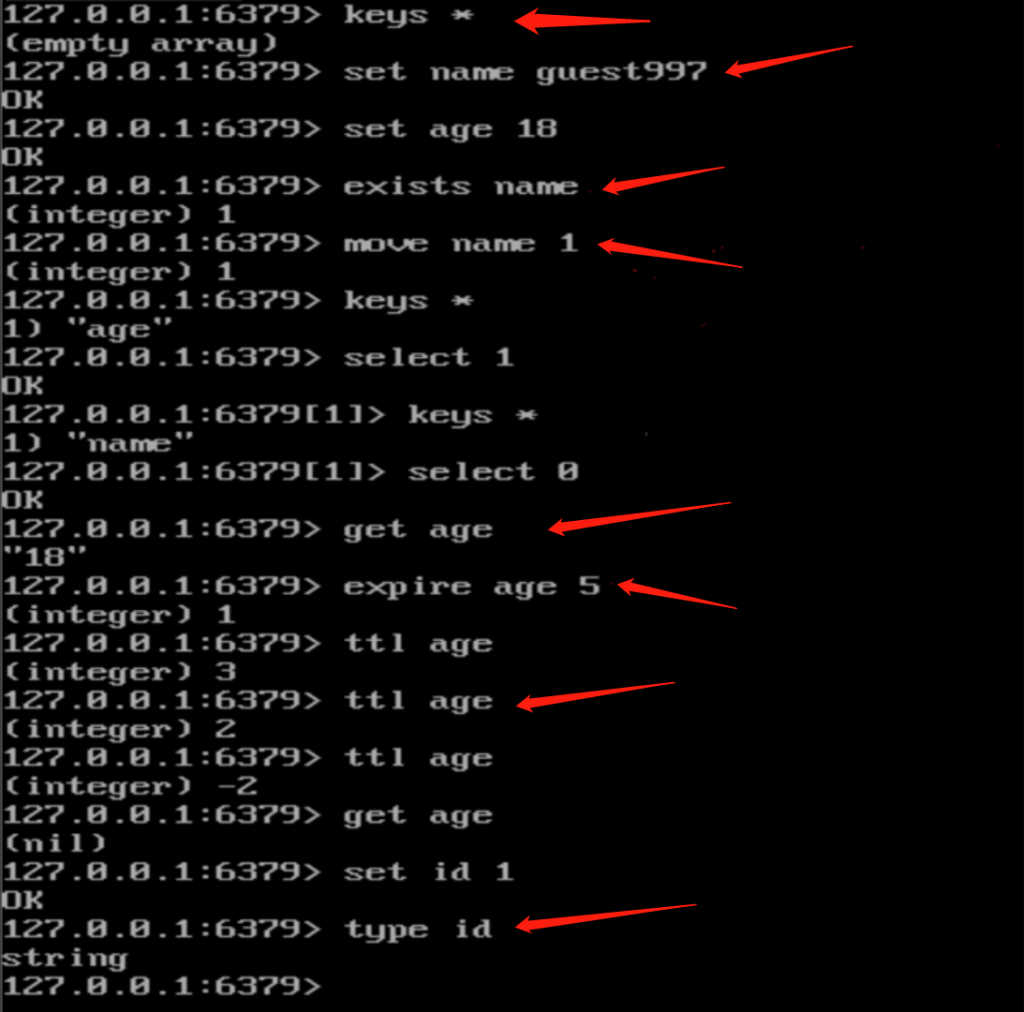 127.0.0.1:6379> keys *
(empty array)
127.0.0.1:6379> set name guest997
OK
127.0.0.1:6379> set age 18
OK
127.0.0.1:6379> exists name
(integer) 1
127.0.0.1:6379> move name 1
(integer) 1
127.0.0.1:6379> keys *
1) "age"
127.0.0.1:6379> select 1
OK
127.0.0.1:6379[1]> keys *
1) "name"
127.0.0.1:6379[1]> select 0
OK
127.0.0.1:6379> get age
"18"
127.0.0.1:6379> expire age 5
(integer) 1
127.0.0.1:6379> ttl age
(integer) 3
127.0.0.1:6379> ttl age
(integer) 2
127.0.0.1:6379> ttl age
(integer) -2
127.0.0.1:6379> get age
(nil)
127.0.0.1:6379> set id 1
OK
127.0.0.1:6379> type id
string
127.0.0.1:6379>